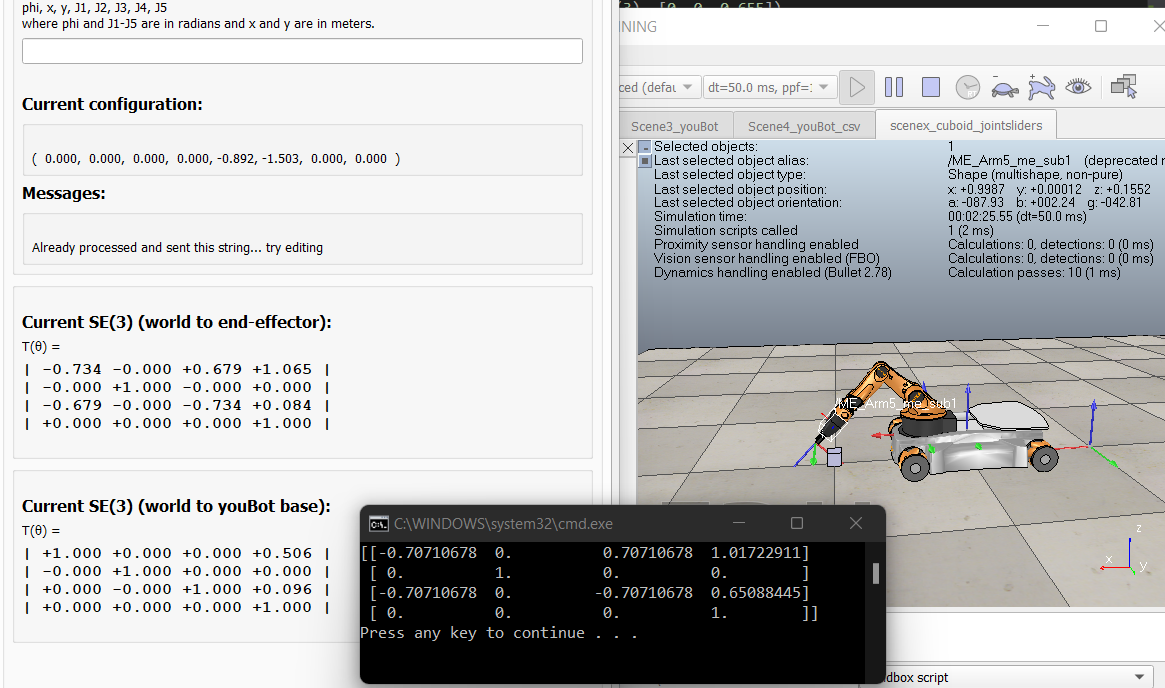 phi, x, y, J1, J2, J3, J4, J5
where phi and J1-J5 are in radians and x and y are in meters.
Current configuration:
( 0.000, 0.000, 0.000, 0.000, -0.892, -1.503, 0.000, 0.000 )
Messages:
Already processed and sent this string... try editing
Current SE(3) (world to end-effector):
T(θ) =
| -0.734 -0.000 +0.679 +1.065 |
| -0.000 +1.000 -0.000 +0.000 |
| -0.679 -0.000 -0.734 +0.084 |
| +0.000 +0.000 +0.000 +1.000 |
Current SE(3) (world to youBot base):
T(θ) =
| +1.000 +0.000 +0.000 +0.506 |
| -0.000 +1.000 +0.000 +0.000 |
| +0.000 -0.000 +1.000 +0.096 |
| +0.000 +0.000 +0.000 +1.000 |
[0. 0. 0.655])
NING
dt=50.0 ms, ppf=
Scene3_youBot Scene4_youBot_csv scenex_cuboid_jointsliders
Selected objects: 1
Last selected object alias: /ME_Arm5_me_sub1 (deprecated
Last selected object type: Shape (multishape, non-pure)
Last selected object position: x: +0.9987 y: +0.00012 z: +0.1552
Last selected object orientation: a: -087.93 b: +002.24 g: -042.81
Simulation time: 00:02:25.55 (dt=50.0 ms)
Simulation scripts called 1 (2 ms)
Proximity sensor handling enabled Calculations: 0, detections: 0 (0 ms)
Vision sensor handling enabled (FBO) Calculations: 0, detections: 0 (0 ms)
Dynamics handling enabled (Bullet 2.78) Calculation passes: 10 (1 ms)
/ME_Arm5_me_sub1
z
x
y
C:\WINDOWS\system32\cmd.exe
[[-0.70710678 0. 0.70710678 1.01722911]
[ 0. 1. 0. 0. ]
[-0.70710678 0. -0.70710678 0.65088445]
[ 0. 0. 0. 1. ]]
Press any key to continue . . .
dbox script